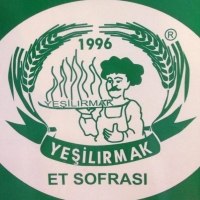 1996
®
YEŞİLIRMAK
YEŞİLIRMAK
ET SOFRASI